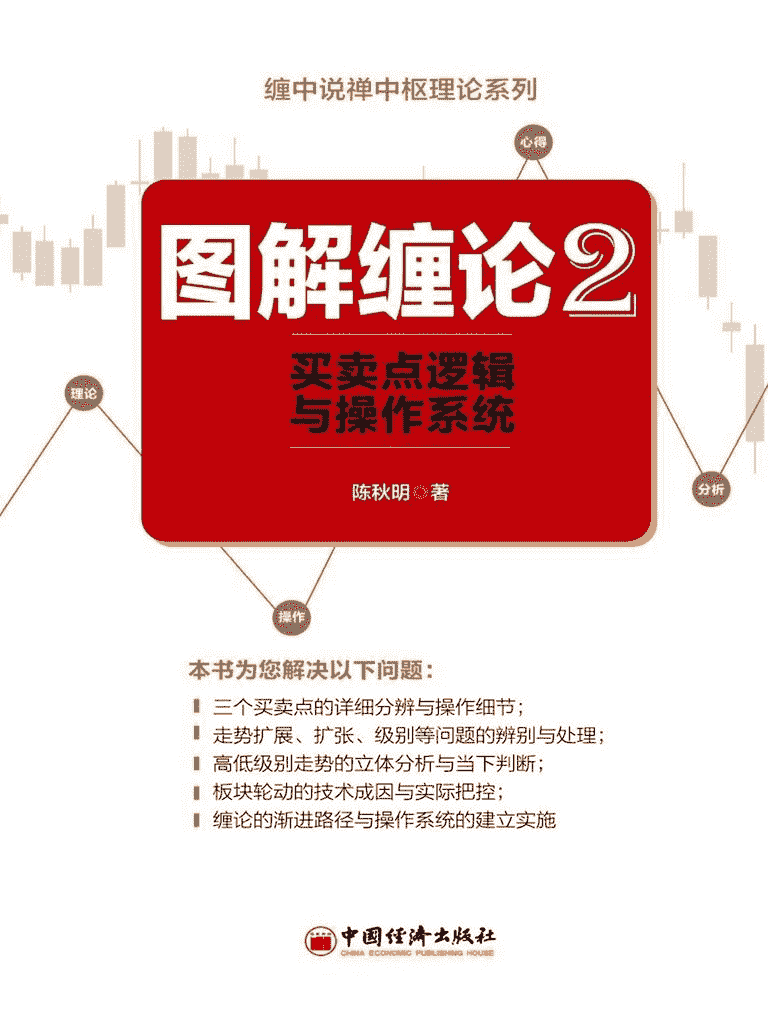 缠中说禅中枢理论系列
心得
图解缠论2
买卖点逻辑
与操作系统
理论
陈秋明◎著
分析
操作
本书为您解决以下问题：
三个买卖点的详细分辨与操作细节；
走势扩展、扩张、级别等问题的辨别与处理；
高低级别走势的立体分析与当下判断；
板块轮动的技术成因与实际把控；
缠论的渐进路径与操作系统的建立实施
中国经济出版社
CHINA ECONOMIC PUBLISHING HOUSE